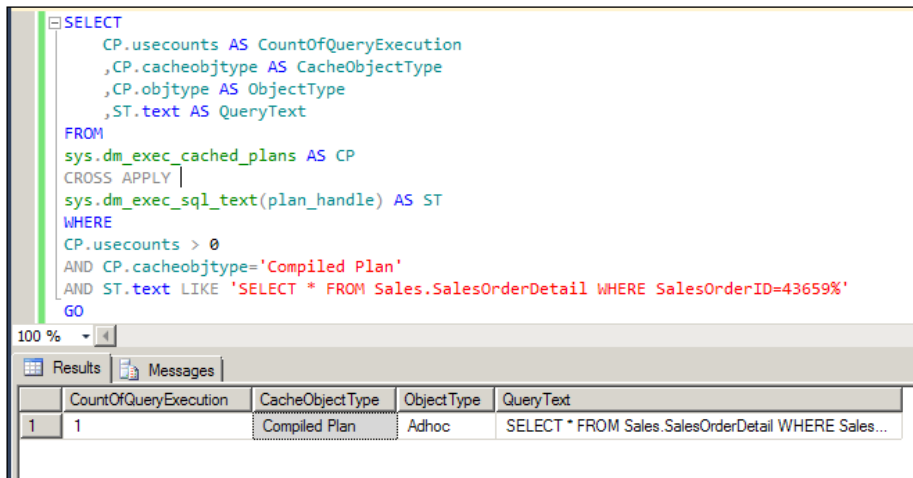 SELECT
CP.usecounts AS CountOfQueryExecution
,CP.cacheobjtype AS CacheObjectType
,CP.objtype AS ObjectType
,ST.text AS QueryText
FROM
sys.dm_exec_cached_plans AS CP
CROSS APPLY
sys.dm_exec_sql_text(plan_handle) AS ST
WHERE
CP.usecounts > 0
AND CP.cacheobjtype='Compiled Plan'
AND ST.text LIKE 'SELECT * FROM Sales.SalesOrderDetail WHERE SalesOrderID=43659%'
GO
100 %
Results Messages
CountOfQueryExecution CacheObjectType ObjectType QueryText
1 1 Compiled Plan Adhoc SELECT * FROM Sales.SalesOrderDetail WHERE Sales...